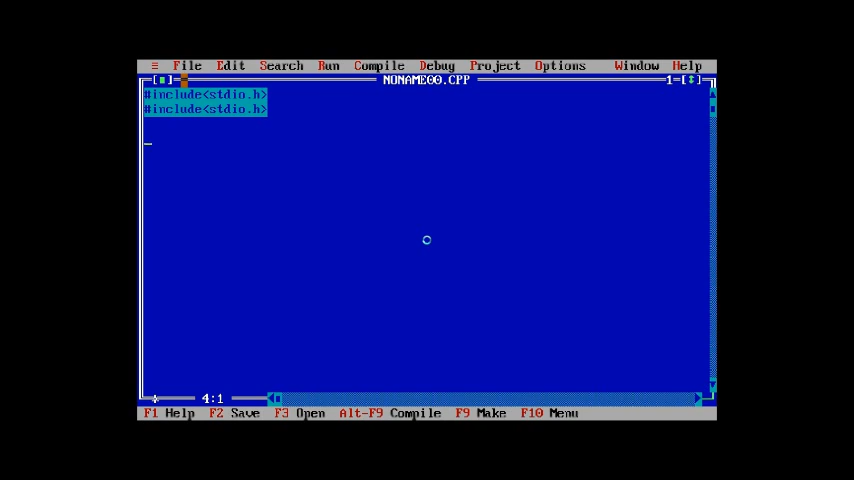 ≡ File Edit Search Run Compile Debug Project Options Window Help
[■] NONAME00.CPP 1=[↕]
#include<stdio.h>
#include<stdio.h>
4:1
F1 Help F2 Save F3 Open Alt-F9 Compile F9 Make F10 Menu